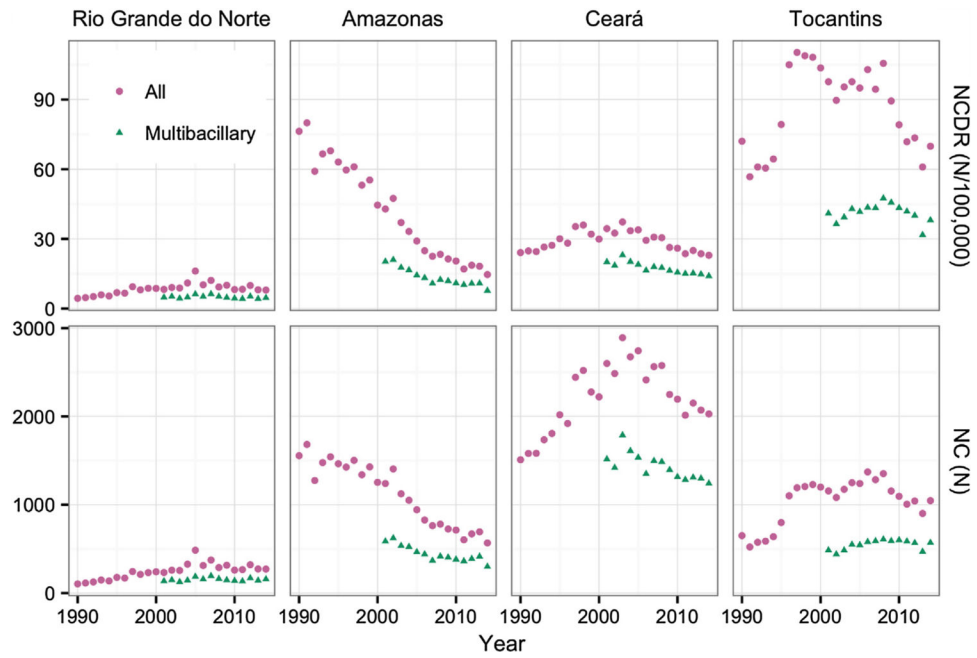 Rio Grande do Norte Amazonas Ceará Tocantins
All
Multibacillary
90
60
30
0
NCDR (N/100,000)
3000
2000
1000
0
NC (N)
1990 2000 2010 1990 2000 2010 1990 2000 2010 1990 2000 2010
Year